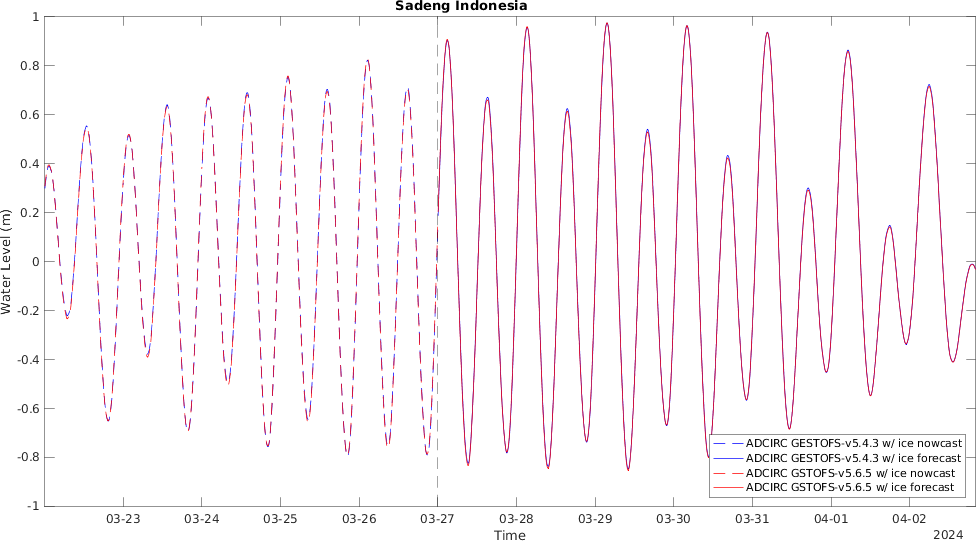 Sadeng Indonesia
1
0.8
0.6
0.4
0.2
0
-0.2
-0.4
-0.6
-0.8
-1
Water Level (m)
ADCIRC GESTOFS-v5.4.3 w/ ice nowcast
ADCIRC GESTOFS-v5.4.3 w/ ice forecast
ADCIRC GSTOFS-v5.6.5 w/ ice nowcast
ADCIRC GSTOFS-v5.6.5 w/ ice forecast
03-23 03-24 03-25 03-26 03-27 03-28 03-29 03-30 03-31 04-01 04-02
Time
2024